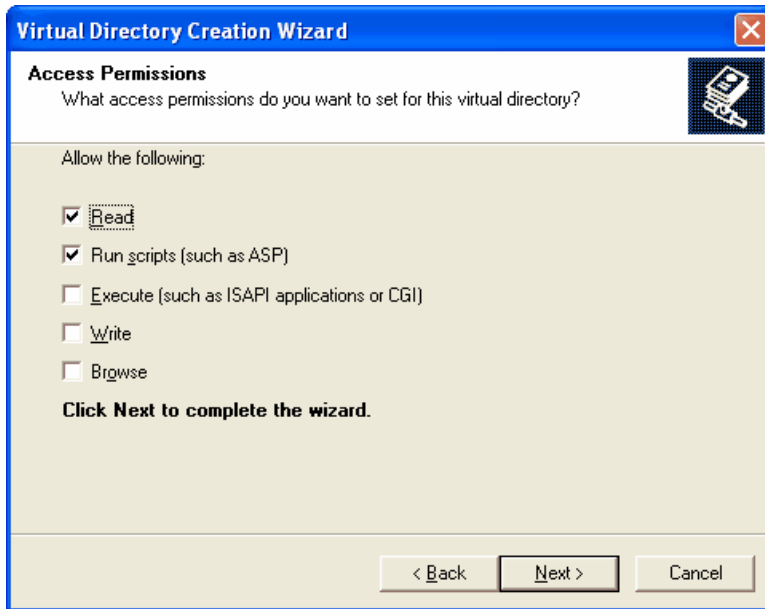 Virtual Directory Creation Wizard
Access Permissions
What access permissions do you want to set for this virtual directory?
Allow the following:
Read
Run scripts (such as ASP)
Execute (such as ISAPI applications or CGI)
Write
Browse
Click Next to complete the wizard.
< Back Next > Cancel